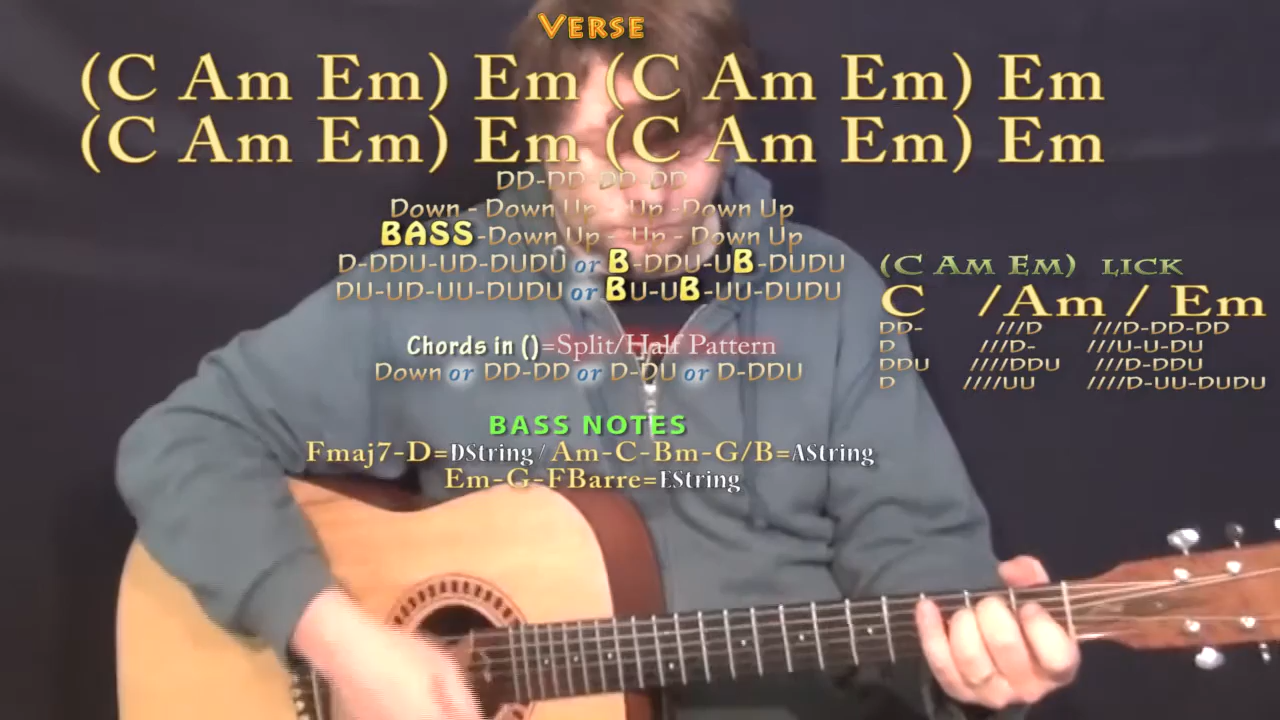 VERSE
(C Am Em) Em (C Am Em) Em
(C Am Em) Em (C Am Em) Em
DD-DD-DD-DD
Down - Down Up - Up -Down Up
BASS-Down Up - Up - Down Up
D-DDU-UD-DUDU or B-DDU-UB-DUDU
DU-UD-UU-DUDU or BU-UB-UU-DUDU
Chords in ()=Split/Half Pattern
Down or DD-DD or D-DU or D-DDU
BASS NOTES
Fmaj7-D=DString / Am-C-Bm-G/B=AString
Em-G-FBarre=EString
(C AM EM) LICK
C /Am / Em
DD- ///D ///D-DD-DD
D ///D- ///U-U-DU
DDU ////DDU ///D-DDU
D ////UU ////D-UU-DUDU